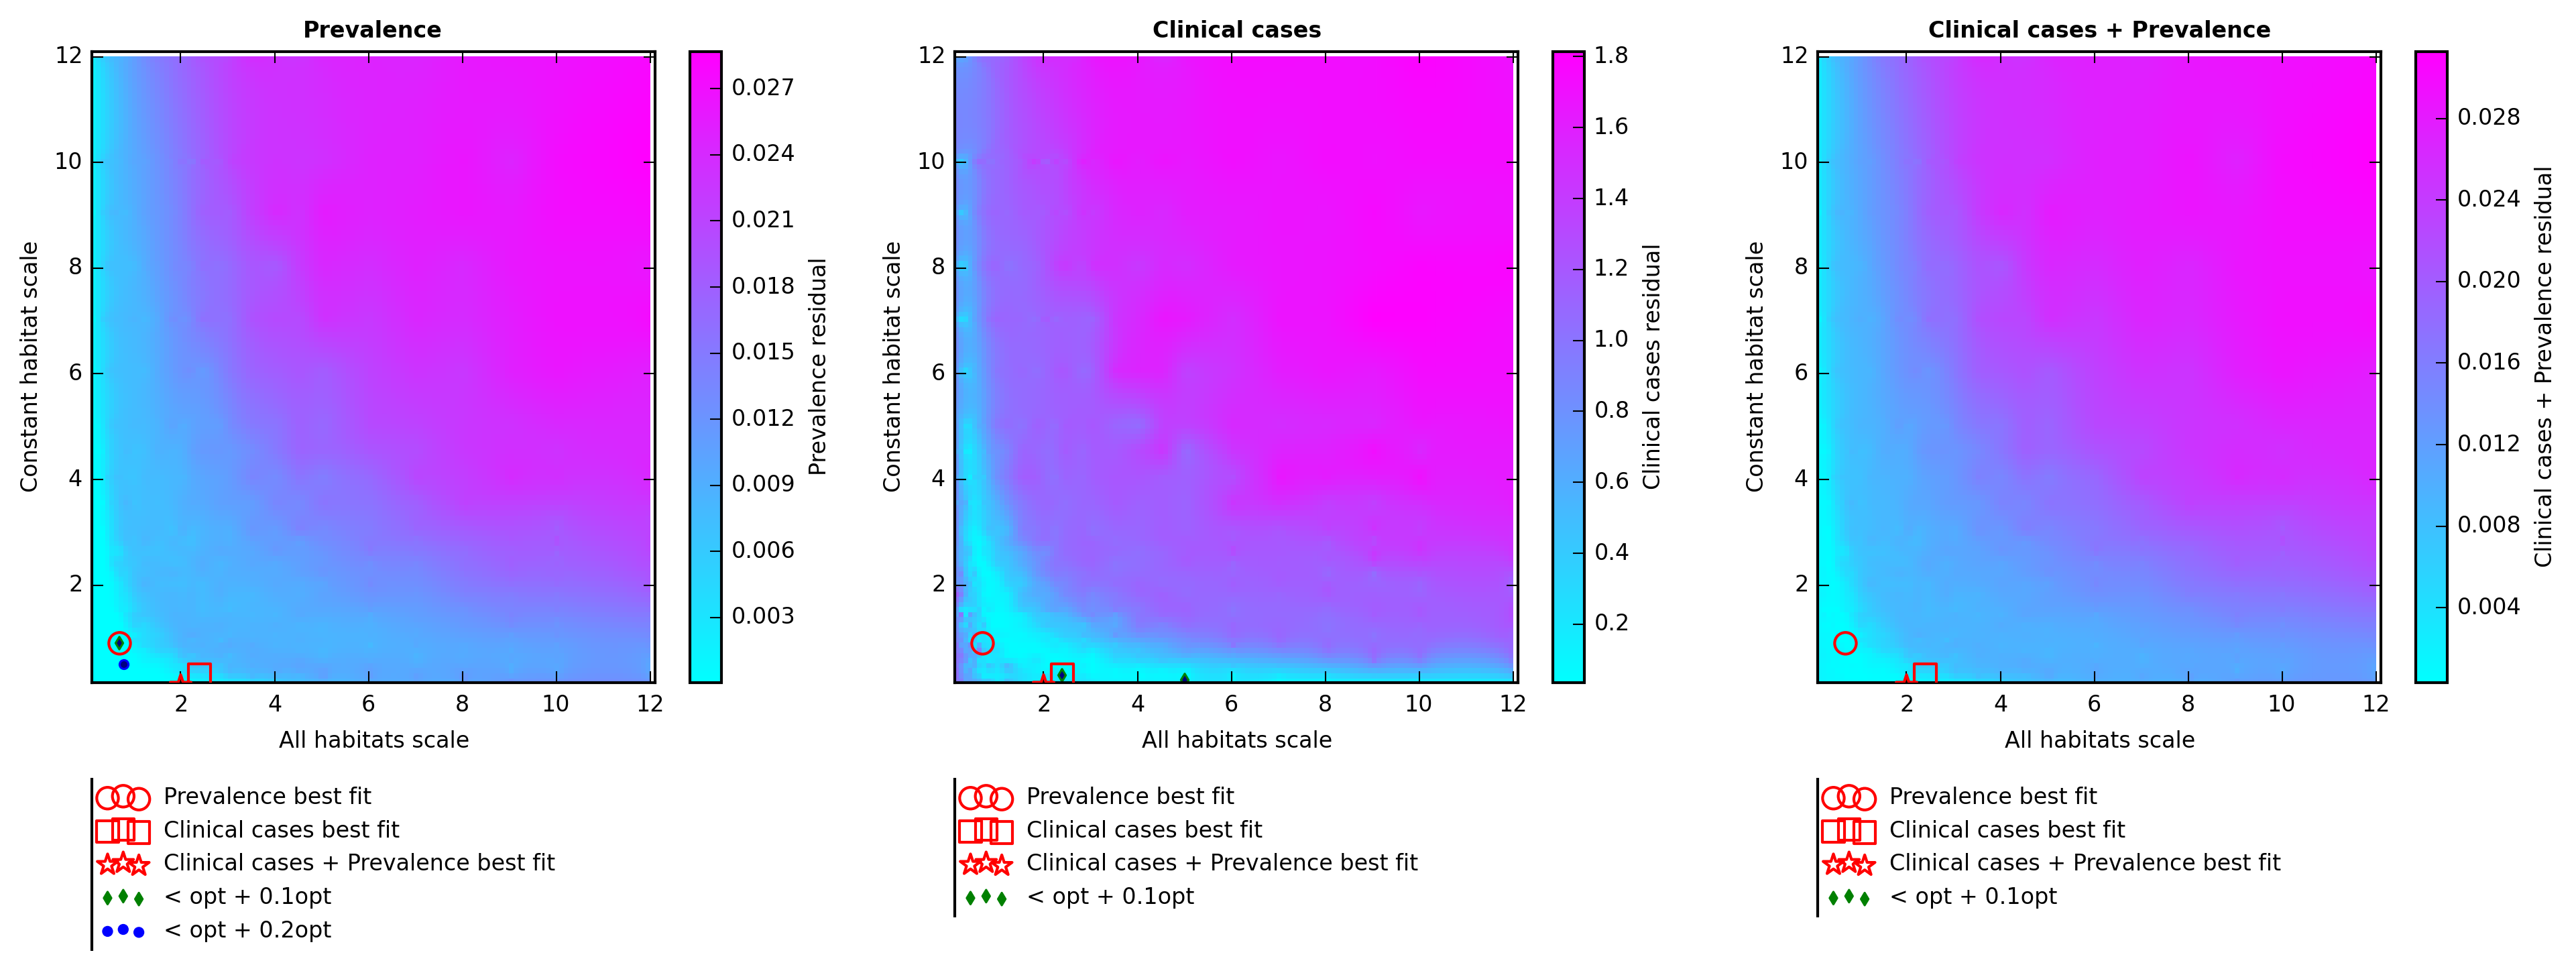 Prevalence
12
10
8
6
4
2
Constant habitat scale
2 4 6 8 10 12
All habitats scale
0.027
0.024
0.021
0.018
0.015
0.012
0.009
0.006
0.003
Prevalence residual
Prevalence best fit
Clinical cases best fit
Clinical cases + Prevalence best fit
< opt + 0.1opt
< opt + 0.2opt
Clinical cases
12
10
8
6
4
2
Constant habitat scale
2 4 6 8 10 12
All habitats scale
1.8
1.6
1.4
1.2
1.0
0.8
0.6
0.4
0.2
Clinical cases residual
Prevalence best fit
Clinical cases best fit
Clinical cases + Prevalence best fit
< opt + 0.1opt
Clinical cases + Prevalence
12
10
8
6
4
2
Constant habitat scale
2 4 6 8 10 12
All habitats scale
0.028
0.024
0.020
0.016
0.012
0.008
0.004
Clinical cases + Prevalence residual
Prevalence best fit
Clinical cases best fit
Clinical cases + Prevalence best fit
< opt + 0.1opt